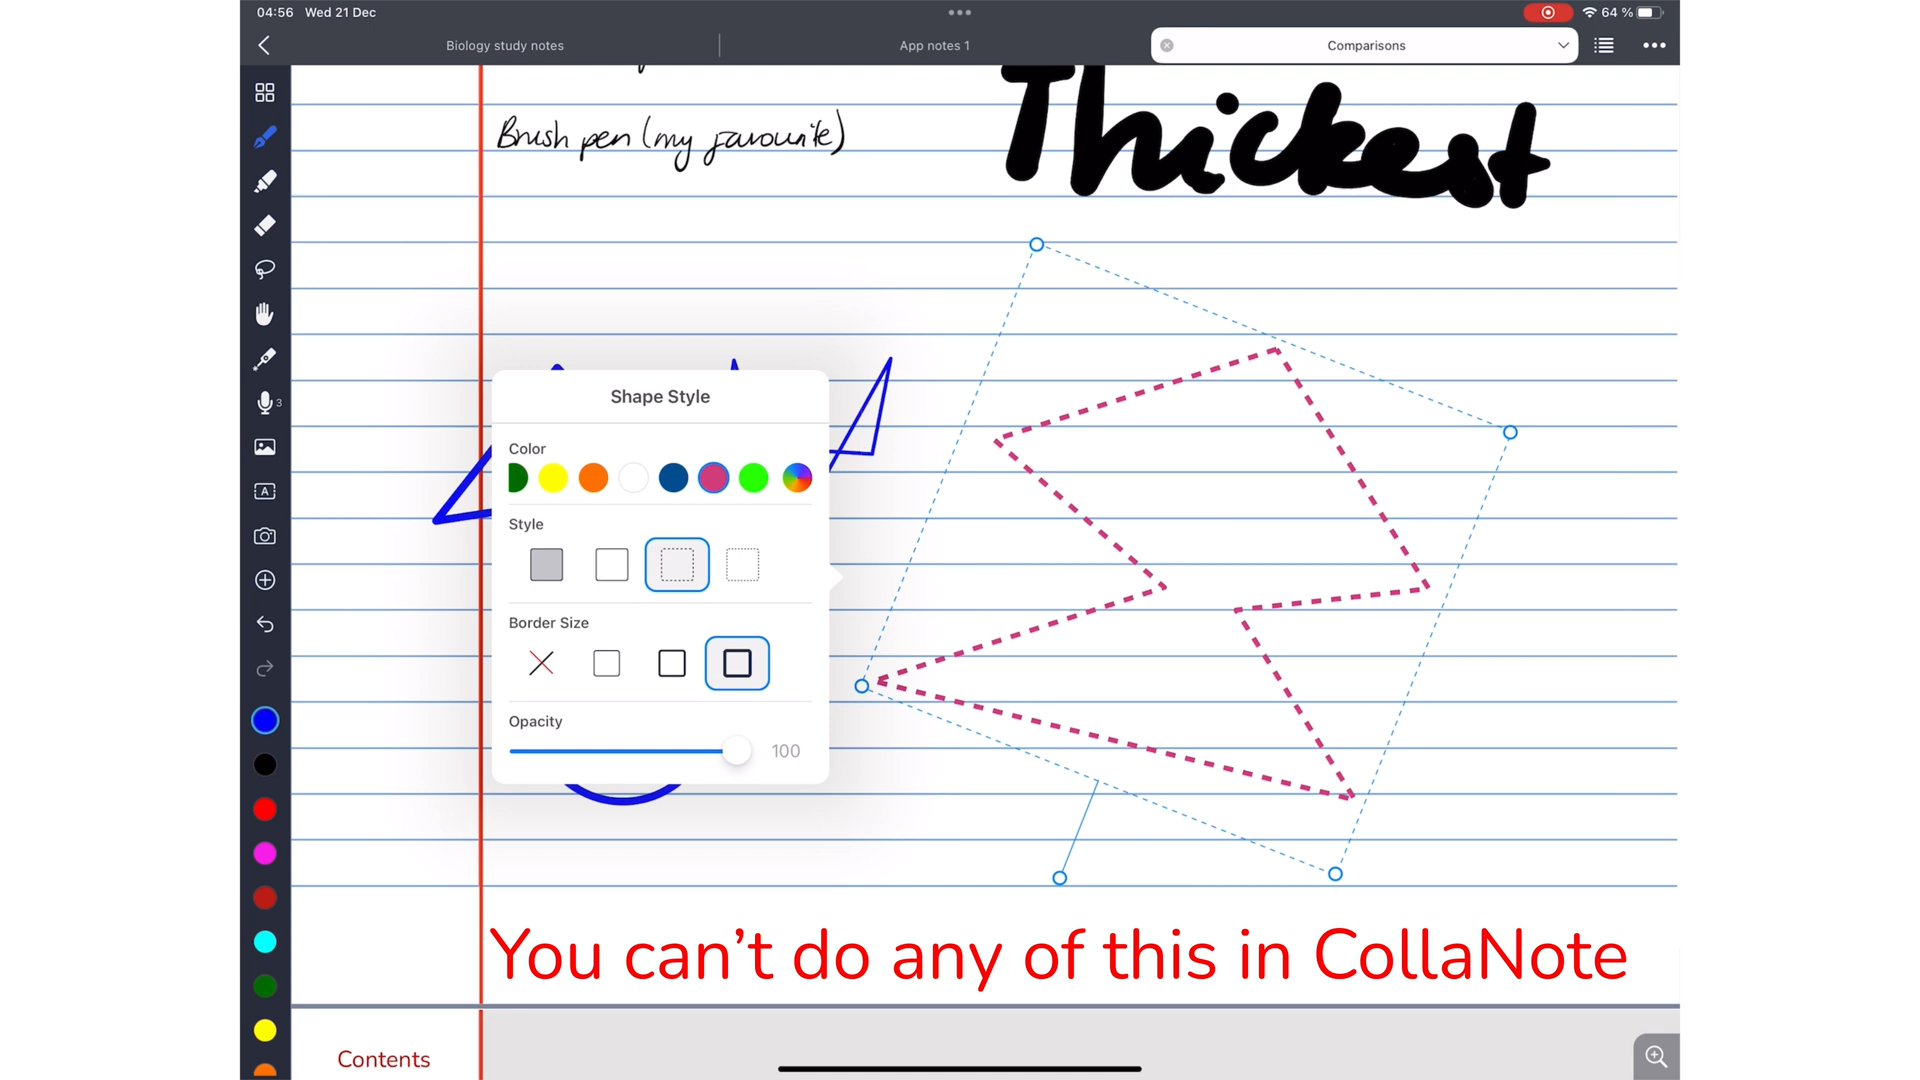 04:56 Wed 21 Dec
64 %
Biology study notes
App notes 1
Comparisons
Thickest
Brush pen (my favourite)
3
A
Shape Style
Color
Style
Border Size
Opacity
100
You can't do any of this in CollaNote
Contents